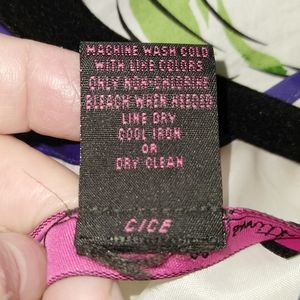 MACHINE WASH COLD
WITH LIKE COLORS
ONLY NON-CHLORINE
BLEACH WHEN NEEDED
LINE DRY
COOL IRON
OR
DRY CLEAN
CICE